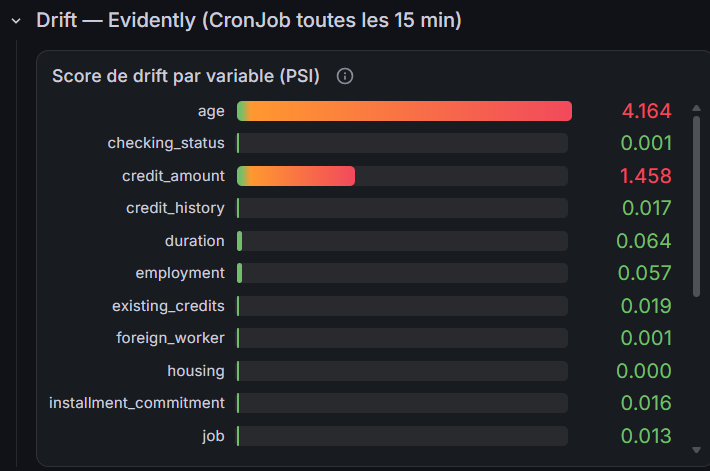 Drift — Evidently (CronJob toutes les 15 min)
Score de drift par variable (PSI)
age 4.164
checking_status 0.001
credit_amount 1.458
credit_history 0.017
duration 0.064
employment 0.057
existing_credits 0.019
foreign_worker 0.001
housing 0.000
installment_commitment 0.016
job 0.013